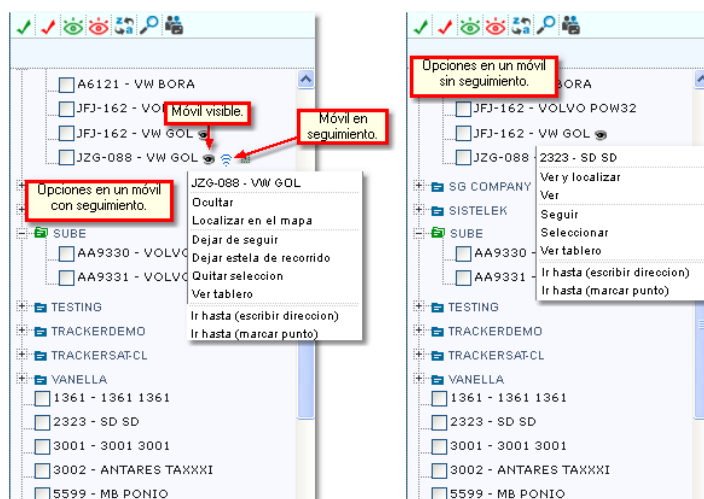 A6121 - VW BORA
JFJ-162 - VOL
Móvil visible.
JFJ-162 - VW GOL
Móvil en
seguimiento.
JZG-088 - VW GOL
Opciones en un móvil
con seguimiento.
JZG-088 - VW GOL
Ocultar
Localizar en el mapa
Dejar de seguir
Dejar estela de recorrido
Quitar seleccion
Ver tablero
Ir hasta (escribir direccion)
Ir hasta (marcar punto)
SUBE
AA9330 - VOLVO
AA9331 - VOLVO
TESTING
TRACKERDEMO
TRACKERSAT-CL
VANELLA
1361 - 1361 1361
2323 - SD SD
3001 - 3001 3001
3002 - ANTARES TAXXXI
5599 - MB PONIO
Opciones en un móvil
sin seguimiento.
BORA
JFJ-162 - VOLVO POW32
JFJ-162 - VW GOL
JZG-088 -
2323 - SD SD
Ver y localizar
Ver
Seguir
Seleccionar
Ver tablero
Ir hasta (escribir direccion)
Ir hasta (marcar punto)
SG COMPANY
SISTELEK
SUBE
AA9330 -
AA9331 -
TESTING
TRACKERDEMO
TRACKERSAT-CL
VANELLA
1361 - 1361 1361
2323 - SD SD
3001 - 3001 3001
3002 - ANTARES TAXXXI
5599 - MB PONIO